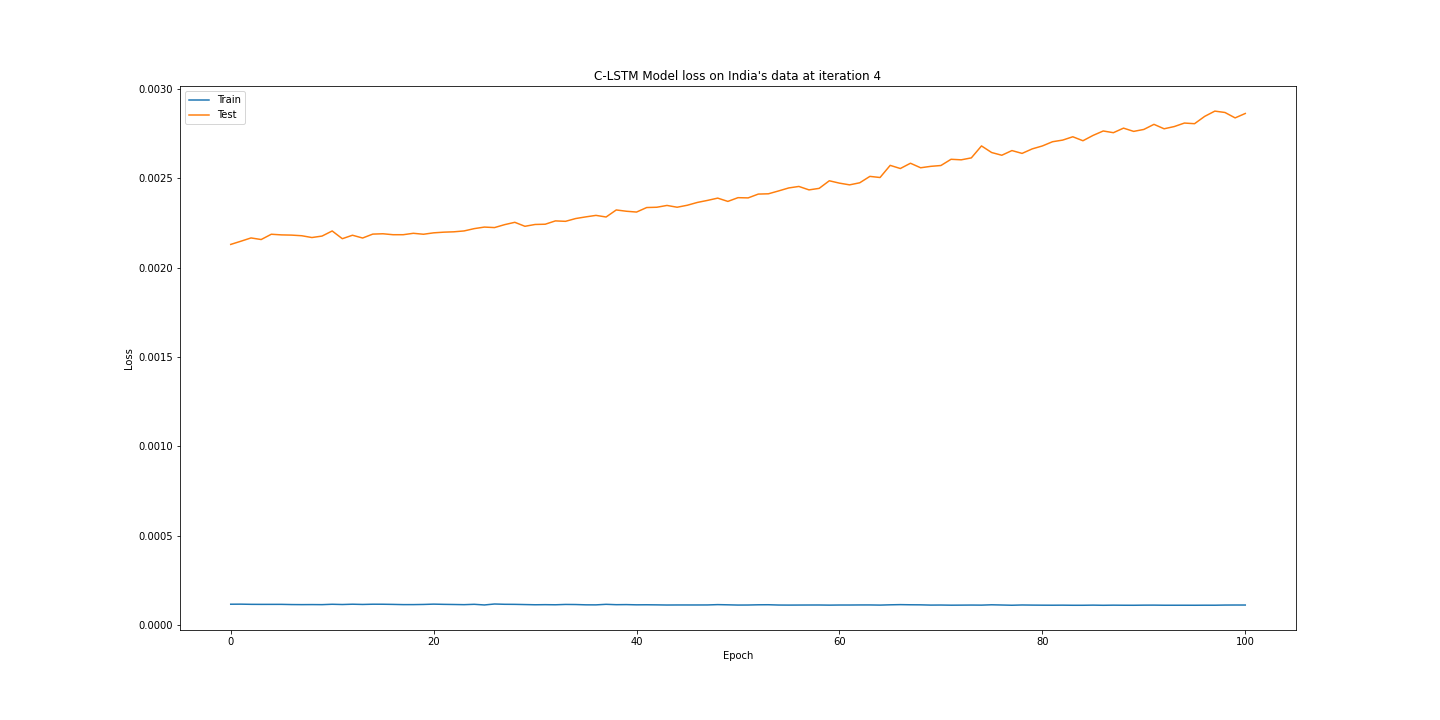 C-LSTM Model loss on India's data at iteration 4
Train
Test
0.0030
0.0025
0.0020
0.0015
0.0010
0.0005
0.0000
Loss
0 20 40 60 80 100
Epoch